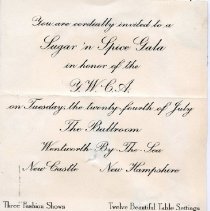 You are cordially invited to a
Sugar 'n Spice Gala
in honor of the
Y.W.C.A.
on Tuesday, the twenty-fourth of July
The Ballroom
Wentworth-By-The Sea
New Castle New Hampshire
Three Fashion Shows Twelve Beautiful Table Settings